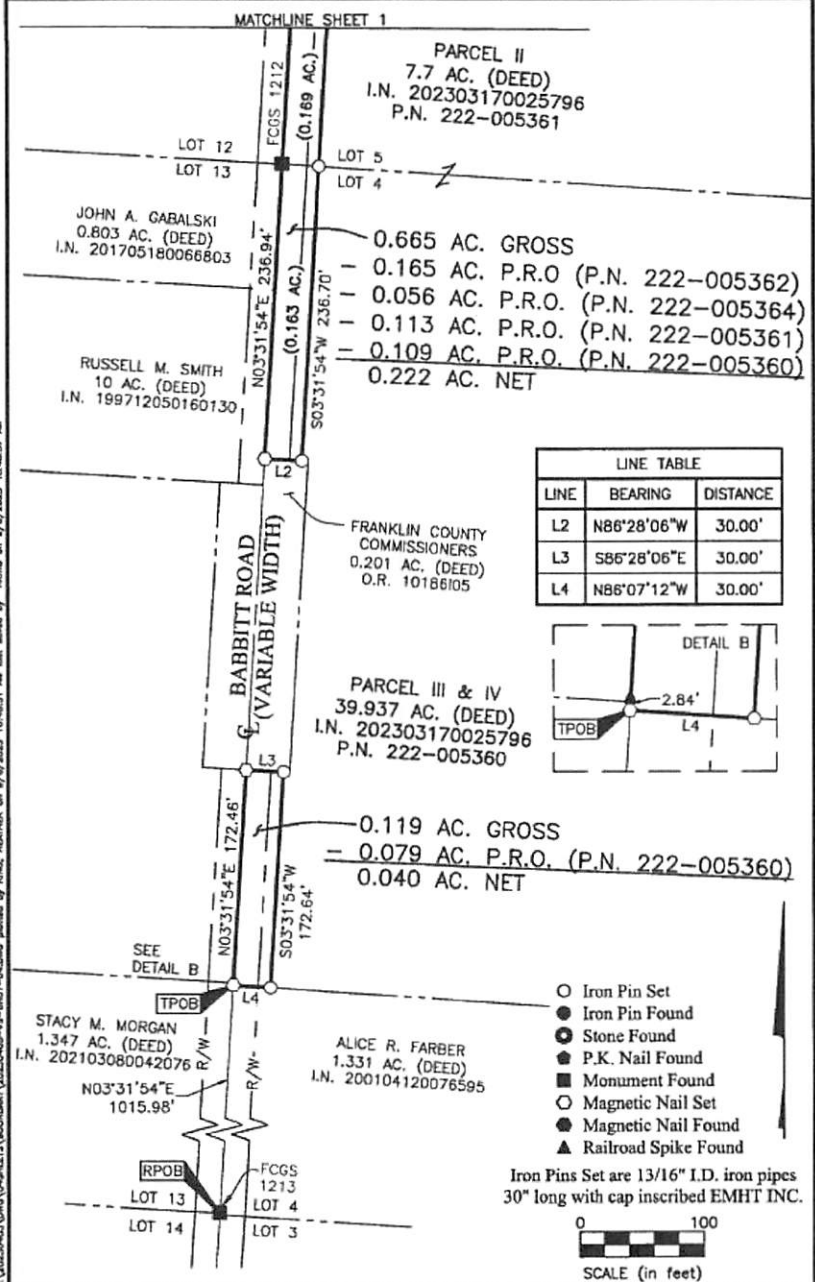 MATCHLINE SHEET 1
FCGS 1212
(0.169 AC.)
PARCEL II
7.7 AC. (DEED)
I.N. 202303170025796
P.N. 222-005361
LOT 12
LOT 13
LOT 5
LOT 4
JOHN A. GABALSKI
0.803 AC. (DEED)
I.N. 201705180066803
N03°31'54"E 236.94'
(0.163 AC.)
S03°31'54"W 236.70'
0.665 AC. GROSS
- 0.165 AC. P.R.O (P.N. 222-005362)
- 0.056 AC. P.R.O. (P.N. 222-005364)
- 0.113 AC. P.R.O. (P.N. 222-005361)
- 0.109 AC. P.R.O. (P.N. 222-005360)
0.222 AC. NET
RUSSELL M. SMITH
10 AC. (DEED)
I.N. 199712050160130
L2
LINE TABLE
LINE BEARING DISTANCE
L2 N86°28'06"W 30.00'
L3 S86°28'06"E 30.00'
L4 N86°07'12"W 30.00'
FRANKLIN COUNTY
COMMISSIONERS
0.201 AC. (DEED)
O.R. 10186I05
℄ BABBITT ROAD
(VARIABLE WIDTH)
DETAIL B
2.84'
TPOB
L4
PARCEL III & IV
39.937 AC. (DEED)
I.N. 202303170025796
P.N. 222-005360
L3
N03°31'54"E 172.46'
S03°31'54"W
172.64'
0.119 AC. GROSS
- 0.079 AC. P.R.O. (P.N. 222-005360)
0.040 AC. NET
SEE
DETAIL B
TPOB
L4
STACY M. MORGAN
1.347 AC. (DEED)
I.N. 202103080042076
R/W
R/W
N03°31'54"E
1015.98'
ALICE R. FARBER
1.331 AC. (DEED)
I.N. 200104120076595
RPOB
FCGS
1213
LOT 13
LOT 14
LOT 4
LOT 3
Iron Pin Set
Iron Pin Found
Stone Found
P.K. Nail Found
Monument Found
Magnetic Nail Set
Magnetic Nail Found
Railroad Spike Found
Iron Pins Set are 13/16" I.D. iron pipes
30" long with cap inscribed EMHT INC.
0 100
SCALE (in feet)